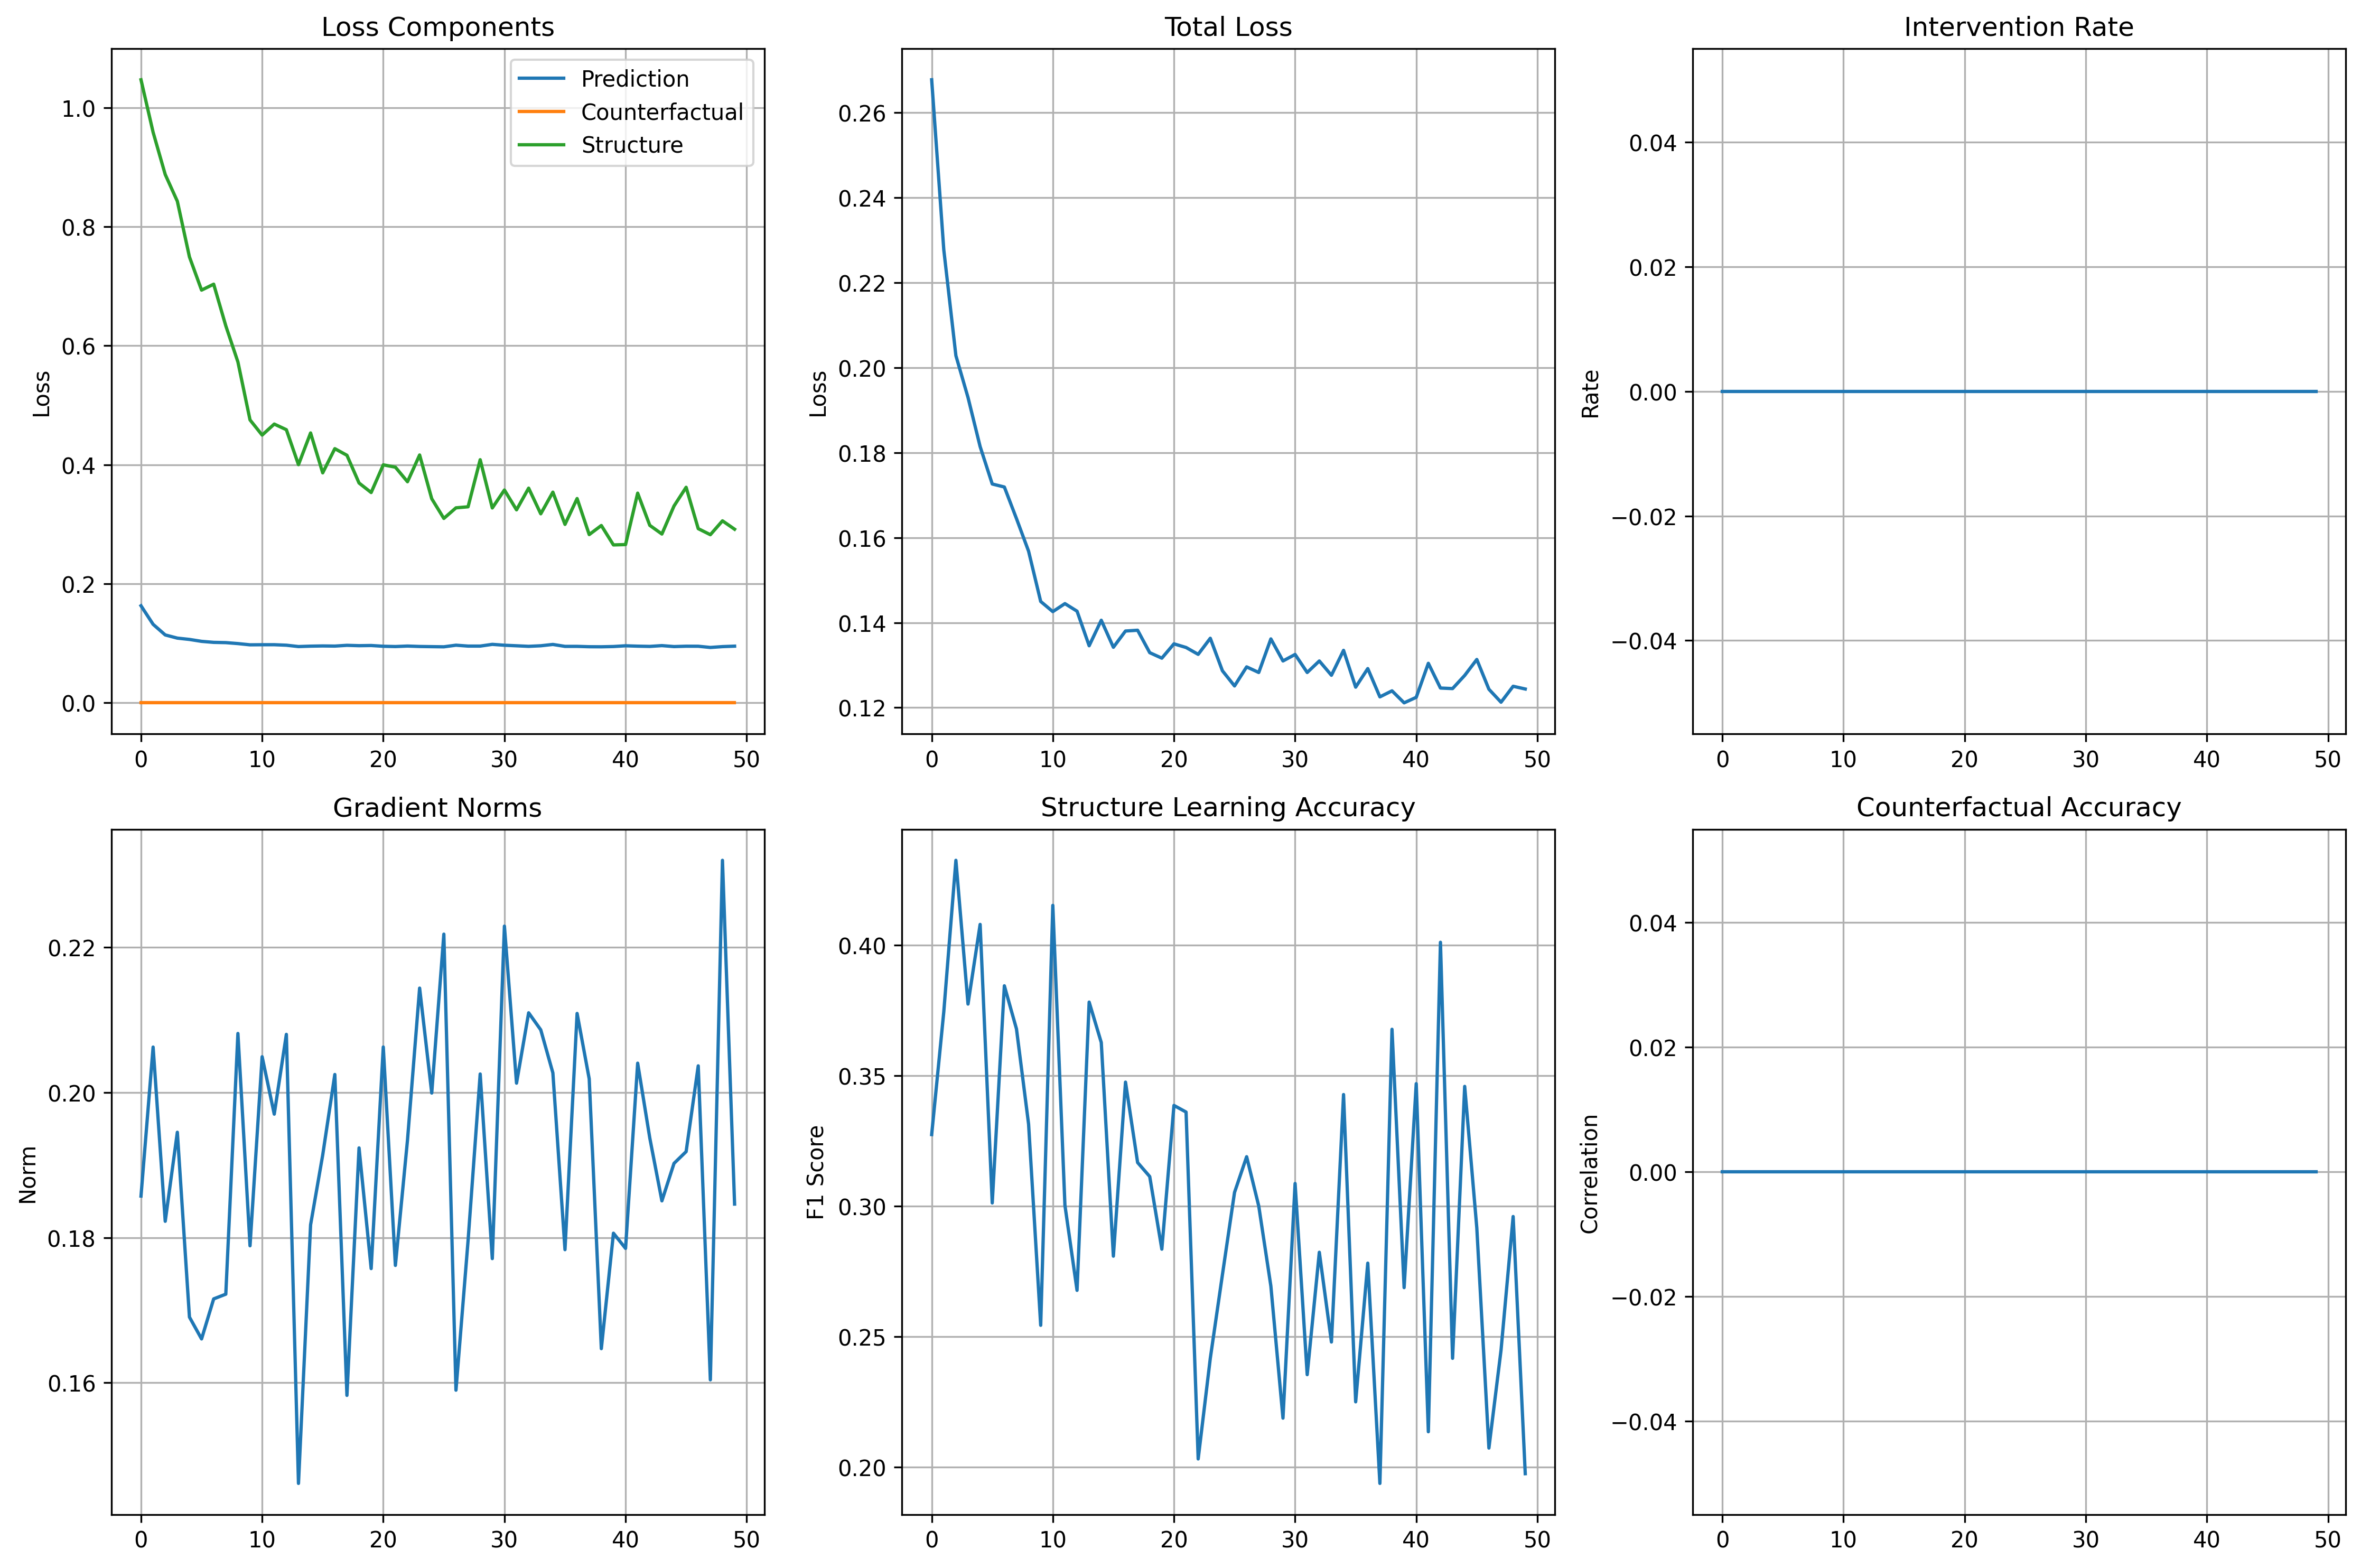 Loss Components
Loss
1.0
0.8
0.6
0.4
0.2
0.0
Prediction
Counterfactual
Structure
0 10 20 30 40 50
Total Loss
Loss
0.26
0.24
0.22
0.20
0.18
0.16
0.14
0.12
0 10 20 30 40 50
Intervention Rate
Rate
0.04
0.02
0.00
−0.02
−0.04
0 10 20 30 40 50
Gradient Norms
Norm
0.22
0.20
0.18
0.16
0 10 20 30 40 50
Structure Learning Accuracy
F1 Score
0.40
0.35
0.30
0.25
0.20
0 10 20 30 40 50
Counterfactual Accuracy
Correlation
0.04
0.02
0.00
−0.02
−0.04
0 10 20 30 40 50